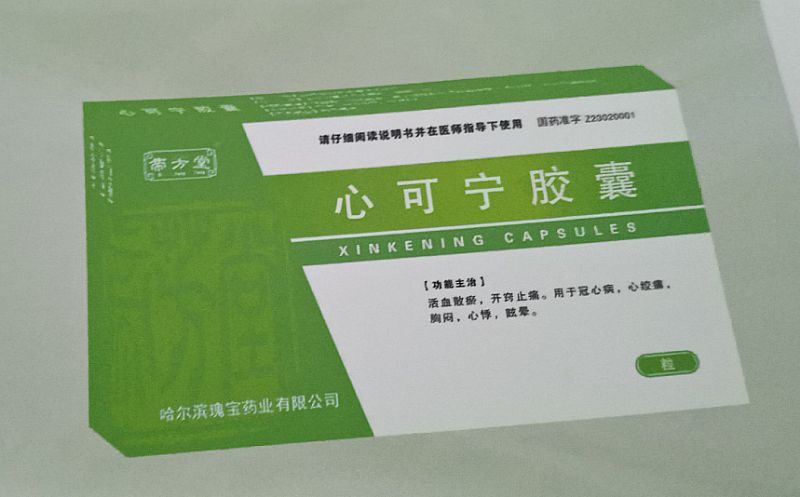 心可宁胶囊
请仔细阅读说明书并在医师指导下使用 国药准字 Z23020001
帝方堂
心可宁胶囊
XINKENING CAPSULES
【功能主治】
活血散瘀，开窍止痛。用于冠心病，心绞痛，
胸闷，心悸，眩晕。
粒
哈尔滨瑰宝药业有限公司